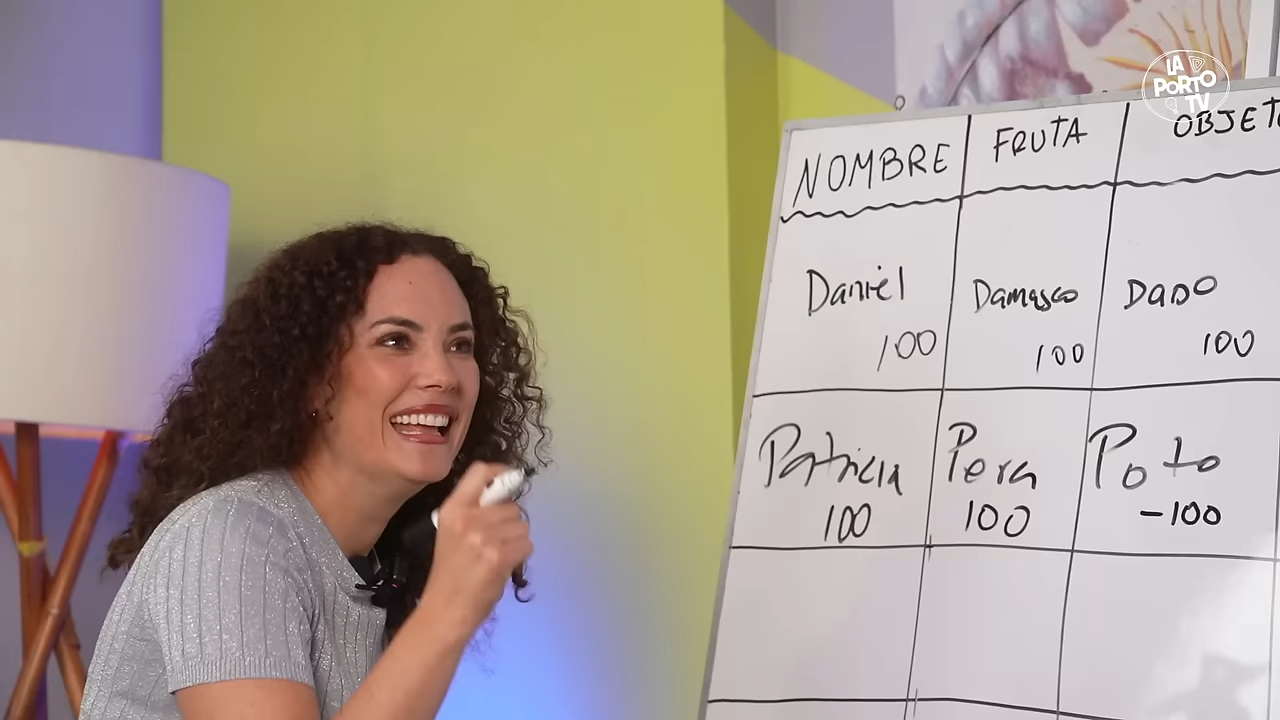 LA
PORTO
TV
NOMBRE FRUTA OBJETO
Daniel Damasco DADO
100 100 100
Patricia Pera Poto
100 100 -100